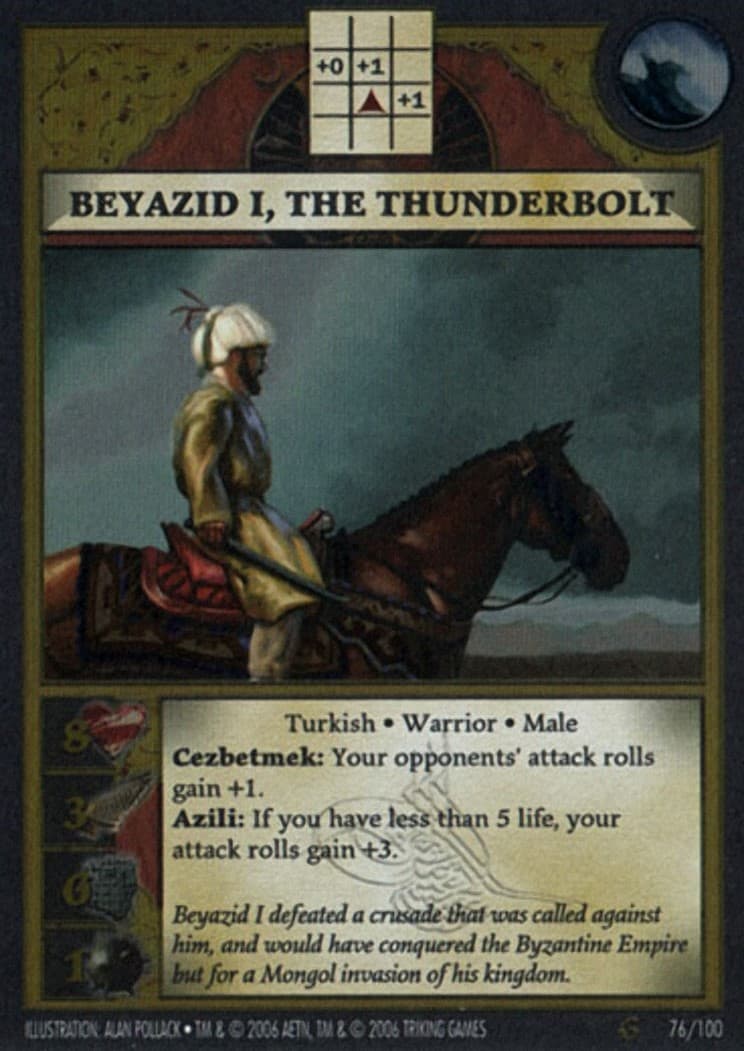 +0 +1
+1
BEYAZID I, THE THUNDERBOLT
8
3
6
1
Turkish • Warrior • Male
Cezbetmek: Your opponents' attack rolls
gain +1.
Azili: If you have less than 5 life, your
attack rolls gain +3.
Beyazid I defeated a crusade that was called against
him, and would have conquered the Byzantine Empire
but for a Mongol invasion of his kingdom.
ILLUSTRATION: ALAN POLLACK • TM & © 2006 AETN, TM & © 2006 TRIKING GAMES
76/100